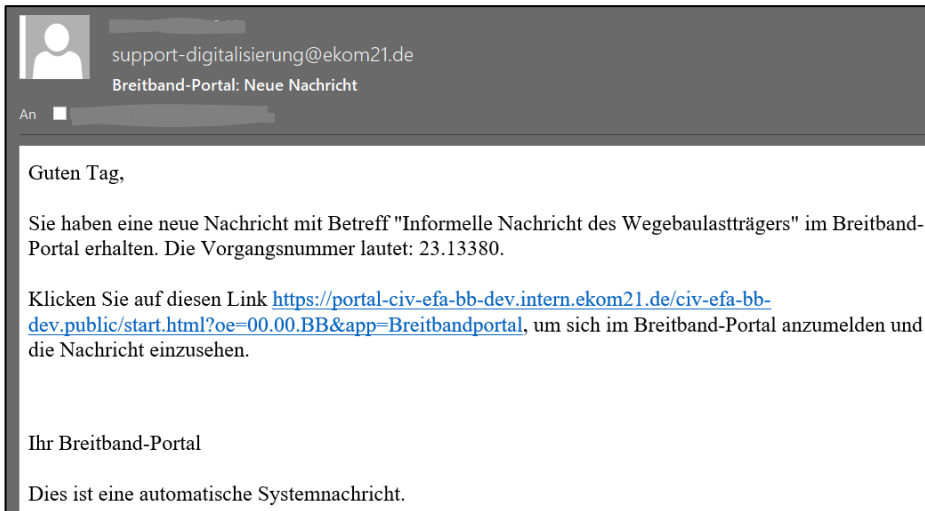 support-digitalisierung@ekom21.de
Breitband-Portal: Neue Nachricht
An
Guten Tag,
Sie haben eine neue Nachricht mit Betreff "Informelle Nachricht des Wegebaulastträgers" im Breitband-
Portal erhalten. Die Vorgangsnummer lautet: 23.13380.
Klicken Sie auf diesen Link https://portal-civ-efa-bb-dev.intern.ekom21.de/civ-efa-bb-
dev.public/start.html?oe=00.00.BB&app=Breitbandportal, um sich im Breitband-Portal anzumelden und
die Nachricht einzusehen.
Ihr Breitband-Portal
Dies ist eine automatische Systemnachricht.